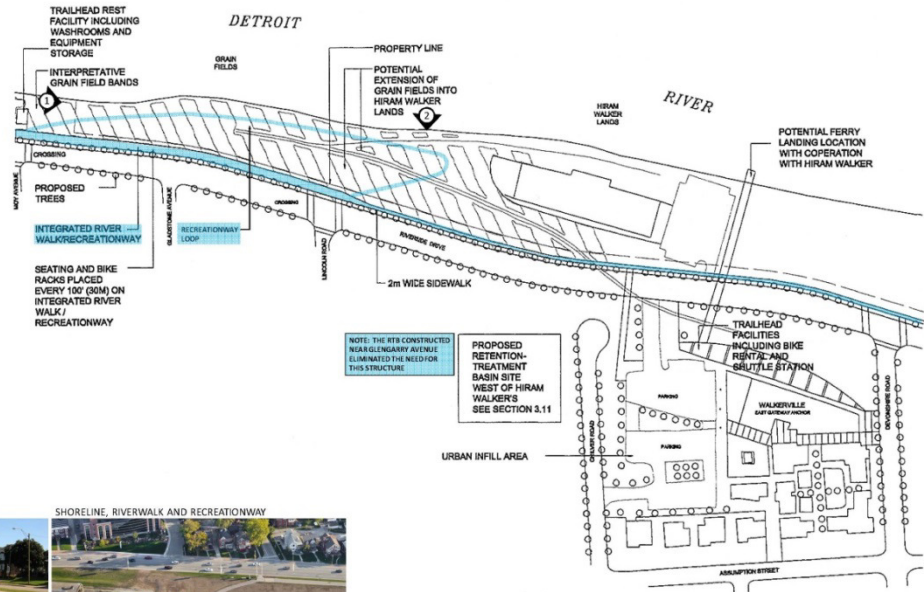 DETROIT
RIVER
TRAILHEAD REST
FACILITY INCLUDING
WASHROOMS AND
EQUIPMENT
STORAGE
INTERPRETATIVE
GRAIN FIELD BANDS
1
GRAIN
FIELDS
PROPERTY LINE
POTENTIAL
EXTENSION OF
GRAIN FIELDS INTO
HIRAM WALKER
LANDS
2
HIRAM
WALKER
LANDS
POTENTIAL FERRY
LANDING LOCATION
WITH COPERATION
WITH HIRAM WALKER
CROSSING
MOY AVENUE
PROPOSED
TREES
GLADSTONE AVENUE
CROSSING
LINCOLN ROAD
RIVERSIDE DRIVE
INTEGRATED RIVER
WALK/RECREATIONWAY
RECREATIONWAY
LOOP
SEATING AND BIKE
RACKS PLACED
EVERY 100' (30M) ON
INTEGRATED RIVER
WALK /
RECREATIONWAY
2m WIDE SIDEWALK
NOTE: THE RTB CONSTRUCTED
NEAR GLENGARRY AVENUE
ELIMINATED THE NEED FOR
THIS STRUCTURE
PROPOSED
RETENTION-
TREATMENT
BASIN SITE
WEST OF HIRAM
WALKER'S
SEE SECTION 3.11
TRAILHEAD
FACILITIES
INCLUDING BIKE
RENTAL AND
SHUTTLE STATION
WALKERVILLE
EAST GATEWAY ANCHOR
DEVONSHIRE ROAD
CHILVER ROAD
PARKING
PARKING
URBAN INFILL AREA
ASSUMPTION STREET
SHORELINE, RIVERWALK AND RECREATIONWAY